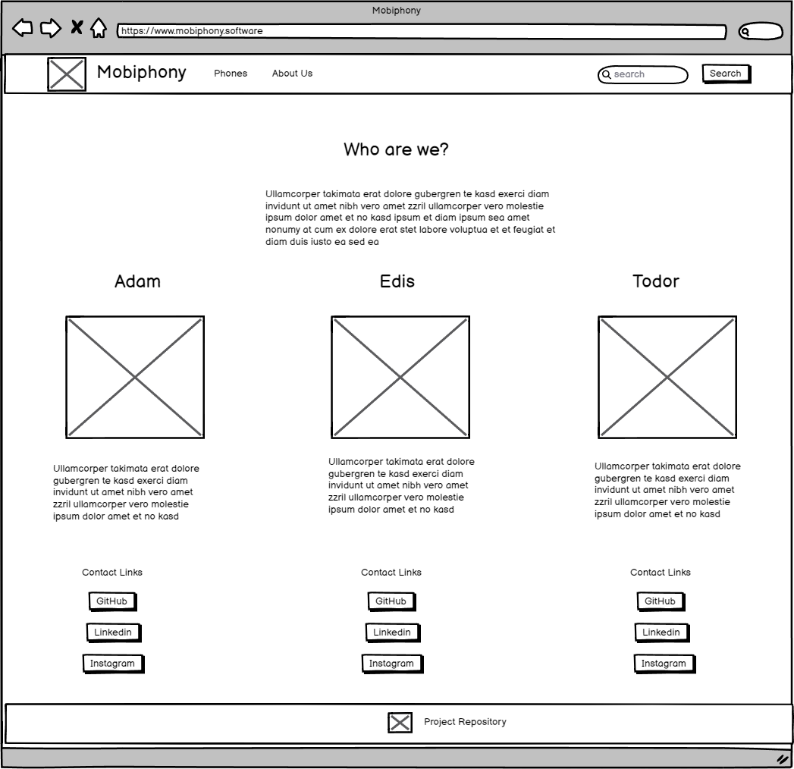 Mobiphony
https://www.mobiphony.software
Mobiphony
Phones
About Us
search
Search
Who are we?
Ullamcorper takimata erat dolore gubergren te kasd exerci diam
invidunt ut amet nibh vero amet zzril ullamcorper vero molestie
ipsum dolor amet et no kasd ipsum et diam ipsum sea amet
nonumy at cum ex dolore erat stet labore voluptua et et feugiat et
diam duis iusto ea sed ea
Adam
Ullamcorper takimata erat dolore
gubergren te kasd exerci diam
invidunt ut amet nibh vero amet
zzril ullamcorper vero molestie
ipsum dolor amet et no kasd
Contact Links
GitHub
Linkedin
Instagram
Edis
Ullamcorper takimata erat dolore
gubergren te kasd exerci diam
invidunt ut amet nibh vero amet
zzril ullamcorper vero molestie
ipsum dolor amet et no kasd
Contact Links
GitHub
Linkedin
Instagram
Todor
Ullamcorper takimata erat dolore
gubergren te kasd exerci diam
invidunt ut amet nibh vero amet
zzril ullamcorper vero molestie
ipsum dolor amet et no kasd
Contact Links
GitHub
Linkedin
Instagram
Project Repository